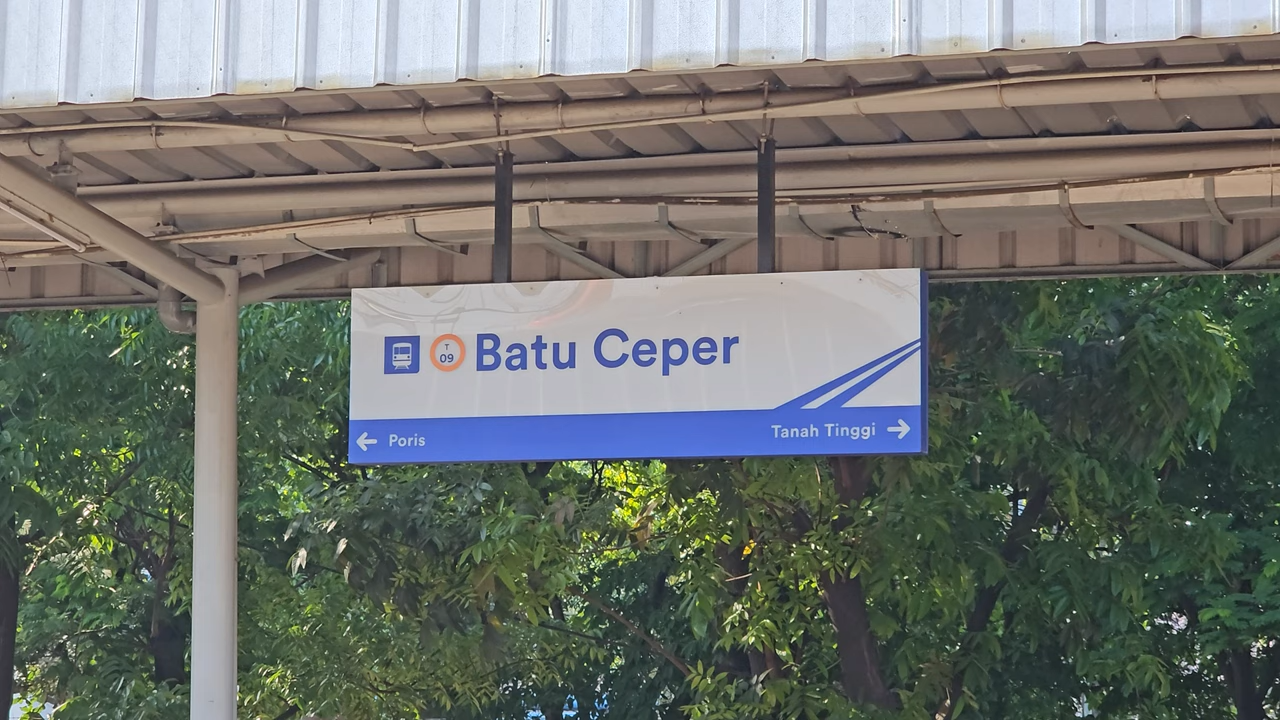 T
09
Batu Ceper
← Poris
Tanah Tinggi →